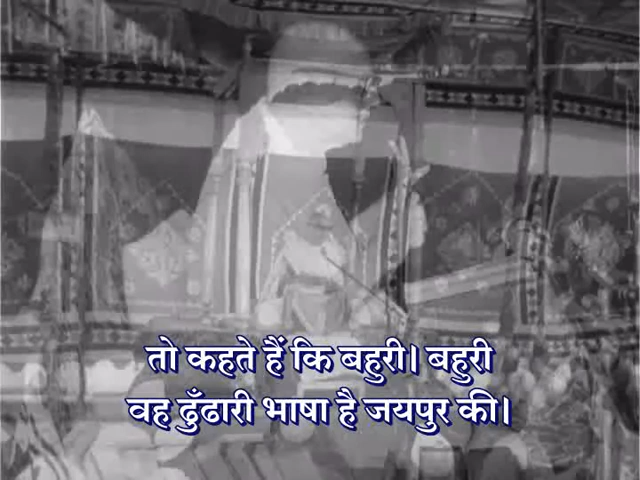 तो कहते हैं कि बहुरी। बहुरी
वह ढुँढारी भाषा है जयपुर की।